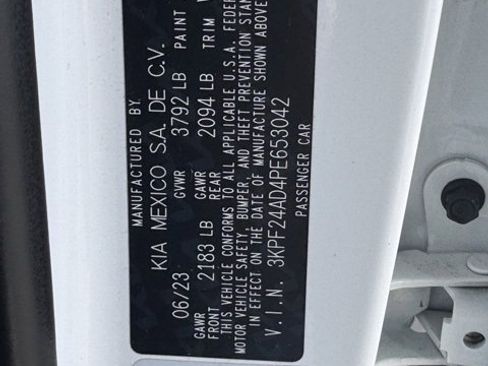 MANUFACTURED BY
KIA MEXICO S.A. DE C.V.
06/23 GVWR 3792 LB PAINT
GAWR FRONT 2183 LB GAWR REAR 2094 LB TRIM
THIS VEHICLE CONFORMS TO ALL APPLICABLE U.S.A. FEDER
MOTOR VEHICLE SAFETY, BUMPER, AND THEFT PREVENTION STAN
IN EFFECT ON THE DATE OF MANUFACTURE SHOWN ABOVE
V.I.N. 3KPF24AD4PE653042
PASSENGER CAR